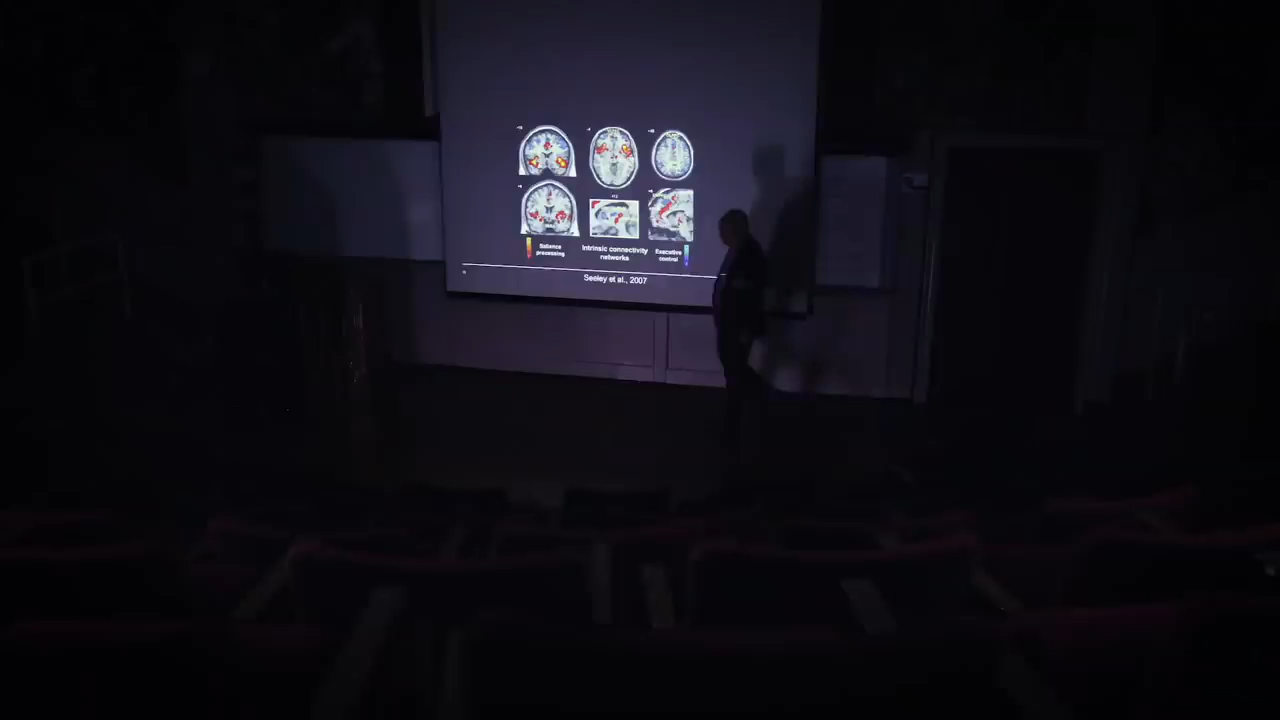 Salience
processing
Intrinsic connectivity
networks
Executive
control
Seeley et al., 2007